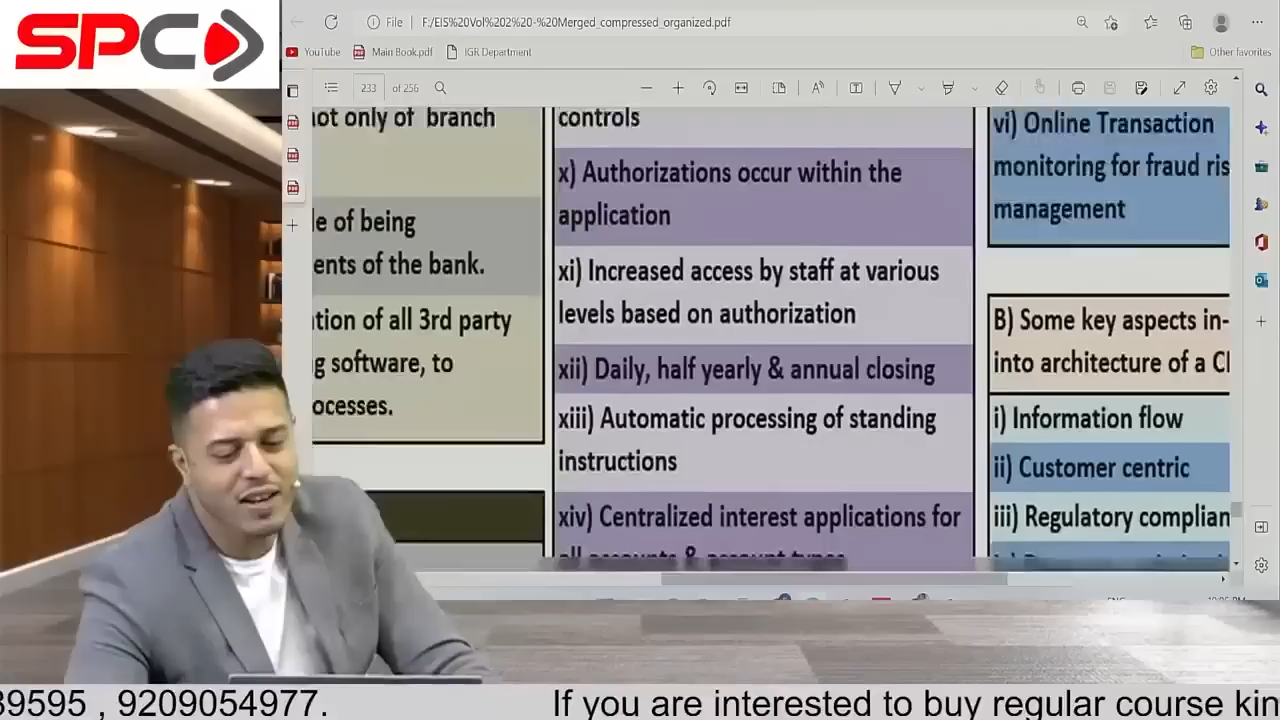 SPC
File
F:/EIS%20Vol%202%20-%20Merged_compressed_organized.pdf
YouTube
Main Book.pdf
IGR Department
Other favorites
233
of 256
not only of branch
of being
ents of the bank.
of all 3rd party
software, to
controls
x) Authorizations occur within the
application
xi) Increased access by staff at various
levels based on authorization
xii) Daily, half yearly & annual closing
xiii) Automatic processing of standing
instructions
xiv) Centralized interest applications for
all accounts & account types
vi) Online Transaction
monitoring for fraud ris
management
B) Some key aspects in-
into architecture of a
i) Information flow
ii) Customer centric
iii) Regulatory complian
ENG
39595 , 9209054977.
If you are interested to buy regular course kin